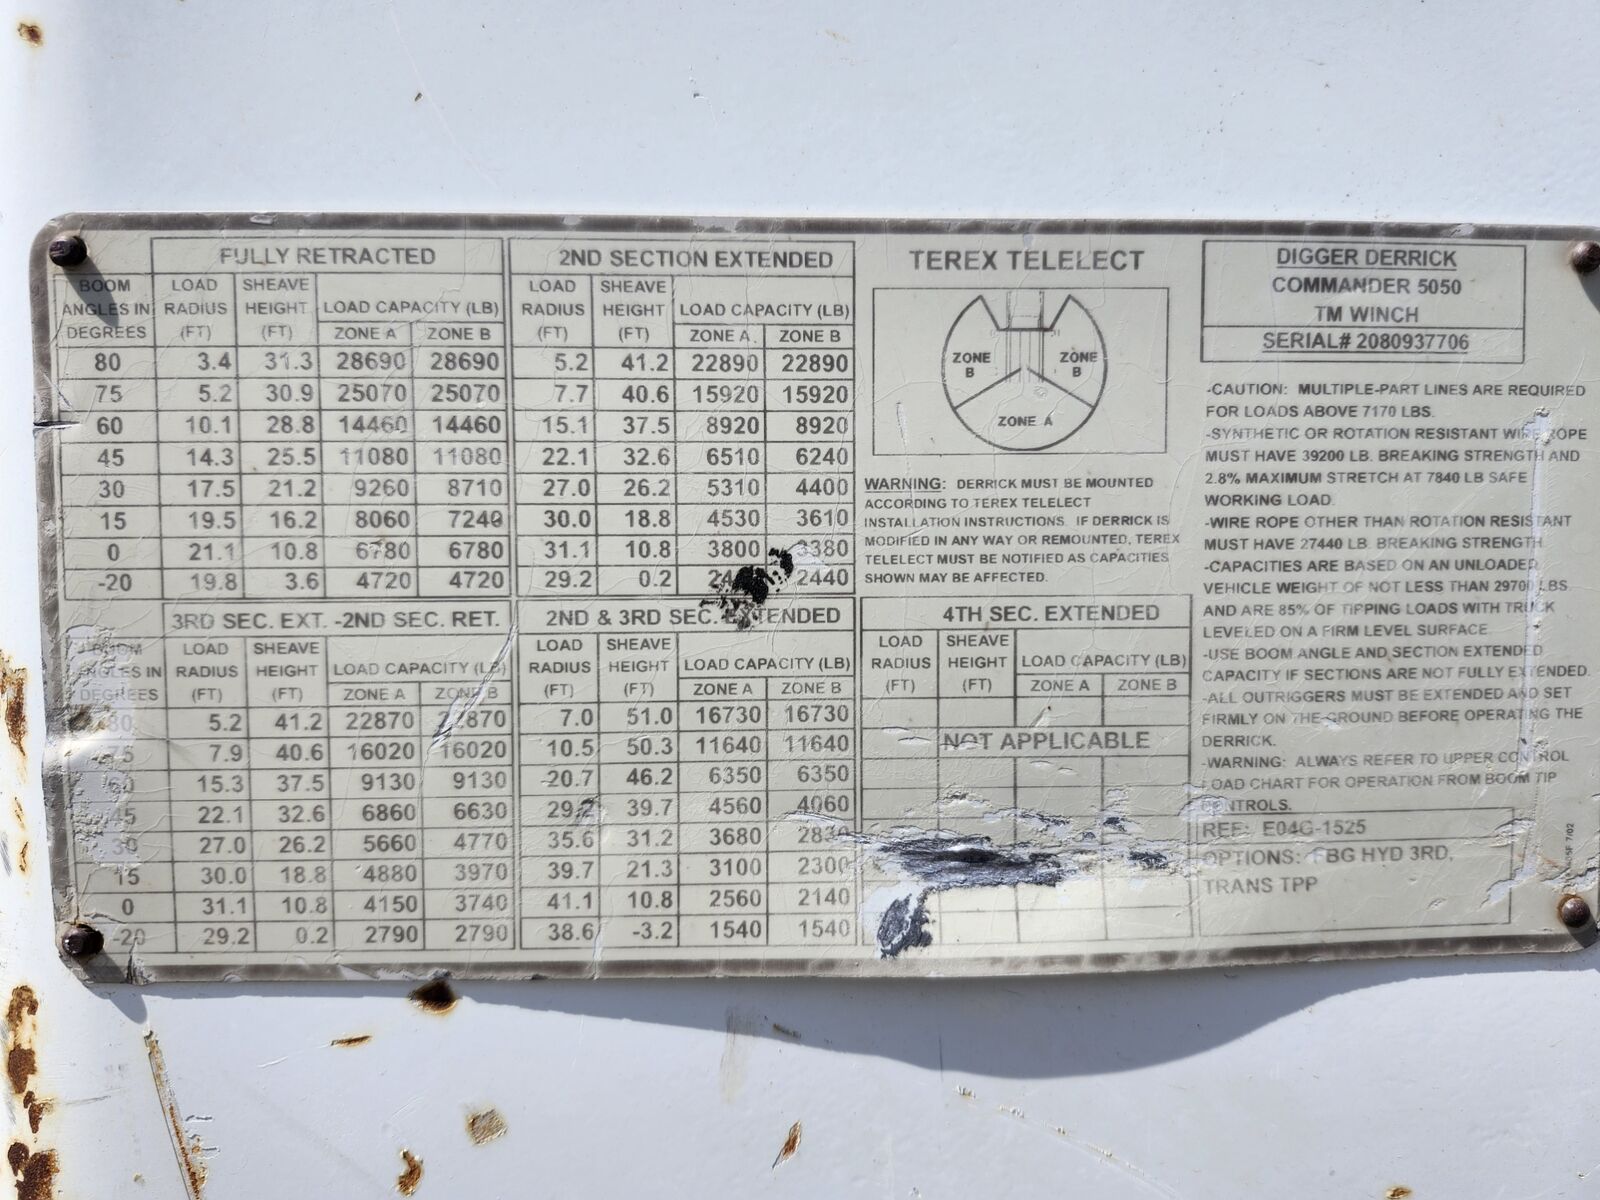 FULLY RETRACTED
BOOM ANGLES IN DEGREES | LOAD RADIUS (FT) | SHEAVE HEIGHT (FT) | LOAD CAPACITY (LB)
ZONE A | ZONE B
80 | 3.4 | 31.3 | 28690 | 28690
75 | 5.2 | 30.9 | 25070 | 25070
60 | 10.1 | 28.8 | 14460 | 14460
45 | 14.3 | 25.5 | 11080 | 11080
30 | 17.5 | 21.2 | 9260 | 8710
15 | 19.5 | 16.2 | 8060 | 7240
0 | 21.1 | 10.8 | 6780 | 6780
-20 | 19.8 | 3.6 | 4720 | 4720
2ND SECTION EXTENDED
LOAD RADIUS (FT) | SHEAVE HEIGHT (FT) | LOAD CAPACITY (LB)
ZONE A | ZONE B
5.2 | 41.2 | 22890 | 22890
7.7 | 40.6 | 15920 | 15920
15.1 | 37.5 | 8920 | 8920
22.1 | 32.6 | 6510 | 6240
27.0 | 26.2 | 5310 | 4400
30.0 | 18.8 | 4530 | 3610
31.1 | 10.8 | 3800 | 3380
29.2 | 0.2 | 2440
3RD SEC. EXT. -2ND SEC. RET.
BOOM ANGLES IN DEGREES | LOAD RADIUS (FT) | SHEAVE HEIGHT (FT) | LOAD CAPACITY (LB)
ZONE A | ZONE B
80 | 5.2 | 41.2 | 22870 | 22870
75 | 7.9 | 40.6 | 16020 | 16020
60 | 15.3 | 37.5 | 9130 | 9130
45 | 22.1 | 32.6 | 6860 | 6630
30 | 27.0 | 26.2 | 5660 | 4770
15 | 30.0 | 18.8 | 4880 | 3970
0 | 31.1 | 10.8 | 4150 | 3740
-20 | 29.2 | 0.2 | 2790 | 2790
2ND & 3RD SEC. EXTENDED
LOAD RADIUS (FT) | SHEAVE HEIGHT (FT) | LOAD CAPACITY (LB)
ZONE A | ZONE B
7.0 | 51.0 | 16730 | 16730
10.5 | 50.3 | 11640 | 11640
20.7 | 46.2 | 6350 | 6350
29.2 | 39.7 | 4560 | 4060
35.6 | 31.2 | 3680 | 2830
39.7 | 21.3 | 3100 | 2300
41.1 | 10.8 | 2560 | 2140
38.6 | -3.2 | 1540 | 1540
TEREX TELELECT
ZONE B
ZONE B
ZONE A
WARNING: DERRICK MUST BE MOUNTED
ACCORDING TO TEREX TELELECT
INSTALLATION INSTRUCTIONS. IF DERRICK IS
MODIFIED IN ANY WAY OR REMOUNTED, TEREX
TELELECT MUST BE NOTIFIED AS CAPACITIES
SHOWN MAY BE AFFECTED.
4TH SEC. EXTENDED
LOAD RADIUS (FT) | SHEAVE HEIGHT (FT) | LOAD CAPACITY (LB)
ZONE A | ZONE B
NOT APPLICABLE
DIGGER DERRICK
COMMANDER 5050
TM WINCH
SERIAL# 2080937706
-CAUTION: MULTIPLE-PART LINES ARE REQUIRED
FOR LOADS ABOVE 7170 LBS.
-SYNTHETIC OR ROTATION RESISTANT WIRE ROPE
MUST HAVE 39200 LB. BREAKING STRENGTH AND
2.8% MAXIMUM STRETCH AT 7840 LB SAFE
WORKING LOAD.
-WIRE ROPE OTHER THAN ROTATION RESISTANT
MUST HAVE 27440 LB. BREAKING STRENGTH.
-CAPACITIES ARE BASED ON AN UNLOADED
VEHICLE WEIGHT OF NOT LESS THAN 29700 LBS.
AND ARE 85% OF TIPPING LOADS WITH TRUCK
LEVELED ON A FIRM LEVEL SURFACE.
-USE BOOM ANGLE AND SECTION EXTENDED
CAPACITY IF SECTIONS ARE NOT FULLY EXTENDED.
-ALL OUTRIGGERS MUST BE EXTENDED AND SET
FIRMLY ON THE GROUND BEFORE OPERATING THE
DERRICK.
-WARNING: ALWAYS REFER TO UPPER CONTROL
LOAD CHART FOR OPERATION FROM BOOM TIP
CONTROLS.
REF: E04G-1525
OPTIONS: FBG HYD 3RD,
TRANS TPP
7/02